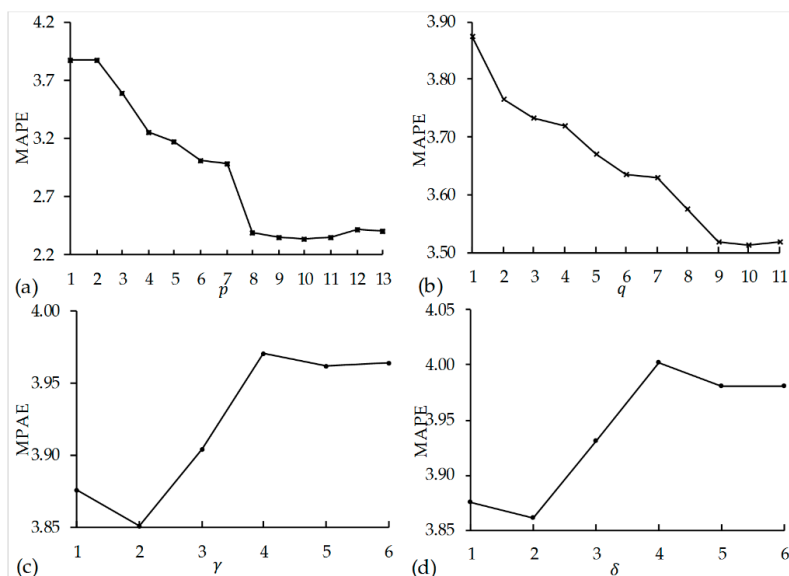 4.2
3.7
3.2
2.7
2.2
MAPE
1 2 3 4 5 6 7 8 9 10 11 12 13
(a) p
3.90
3.80
3.70
3.60
3.50
MAPE
1 2 3 4 5 6 7 8 9 10 11
(b) q
4.00
3.95
3.90
3.85
MPAE
1 2 3 4 5 6
(c) γ
4.05
4.00
3.95
3.90
3.85
MAPE
1 2 3 4 5 6
(d) δ